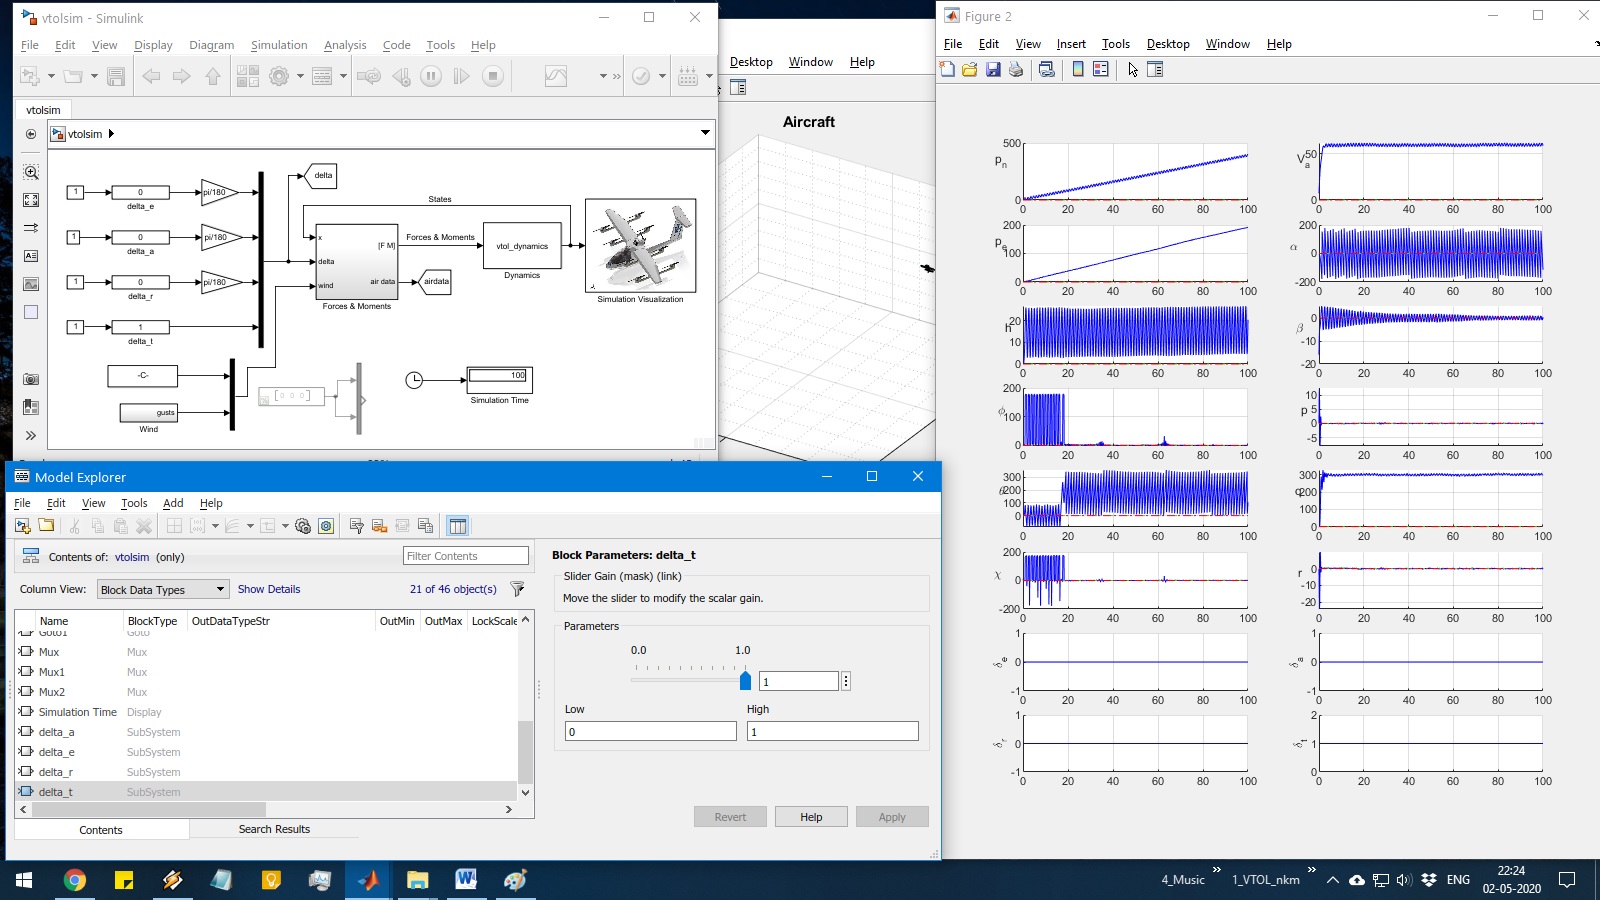 vtolsim - Simulink
File Edit View Display Diagram Simulation Analysis Code Tools Help
vtolsim
vtolsim
delta
1 0 pi/180
delta_e
States
1 0 pi/180
delta_a
x
[F M]
Forces & Moments
vtol_dynamics
delta
Dynamics
1 0 pi/180
delta_r
wind
air data
airdata
Forces & Moments
Simulation Visualization
1 1
delta_t
-C-
gusts
Wind
[0 0 0]
100
Simulation Time
Desktop Window Help
Aircraft
Figure 2
File Edit View Insert Tools Desktop Window Help
p_n
500
0
0 20 40 60 80 100
V_a
50
0
0 20 40 60 80 100
p_e
200
100
0
0 20 40 60 80 100
α
200
0
-200
0 20 40 60 80 100
h
20
10
0
0 20 40 60 80 100
β
0
-10
-20
0 20 40 60 80 100
ϕ
200
100
0
0 20 40 60 80 100
p
10
5
0
-5
0 20 40 60 80 100
θ
300
200
100
0
0 20 40 60 80 100
q
300
200
100
0
0 20 40 60 80 100
χ
200
0
-200
0 20 40 60 80 100
r
0
-10
-20
0 20 40 60 80 100
δ_e
1
0
-1
0 20 40 60 80 100
δ_a
1
0
-1
0 20 40 60 80 100
δ_r
1
0
-1
0 20 40 60 80 100
δ_t
2
1
0
0 20 40 60 80 100
Model Explorer
File Edit View Tools Add Help
Contents of: vtolsim (only)
Filter Contents
Column View: Block Data Types Show Details 21 of 46 object(s)
Name BlockType OutDataTypeStr OutMin OutMax LockScale
Goto1 Goto
Mux Mux
Mux1 Mux
Mux2 Mux
Simulation Time Display
delta_a SubSystem
delta_e SubSystem
delta_r SubSystem
delta_t SubSystem
Contents Search Results
Block Parameters: delta_t
Slider Gain (mask) (link)
Move the slider to modify the scalar gain.
Parameters
0.0 1.0
1
Low High
0 1
Revert Help Apply
4_Music » 1_VTOL_nkm » ENG
22:24
02-05-2020